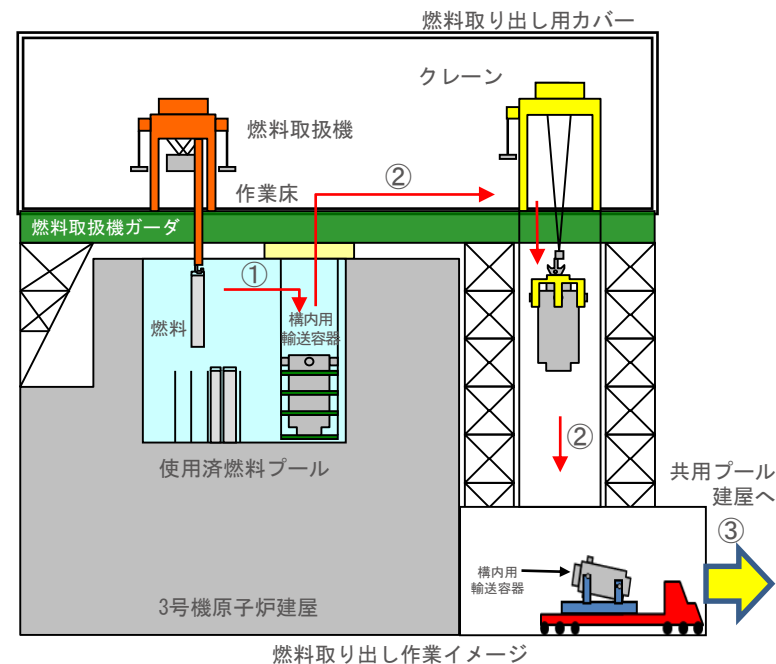 燃料取り出し用カバー
クレーン
燃料取扱機
②
作業床
燃料取扱機ガーダ
①
燃料
構内用
輸送容器
②
使用済燃料プール
共用プール
建屋へ
③
構内用
輸送容器
3号機原子炉建屋
燃料取り出し作業イメージ